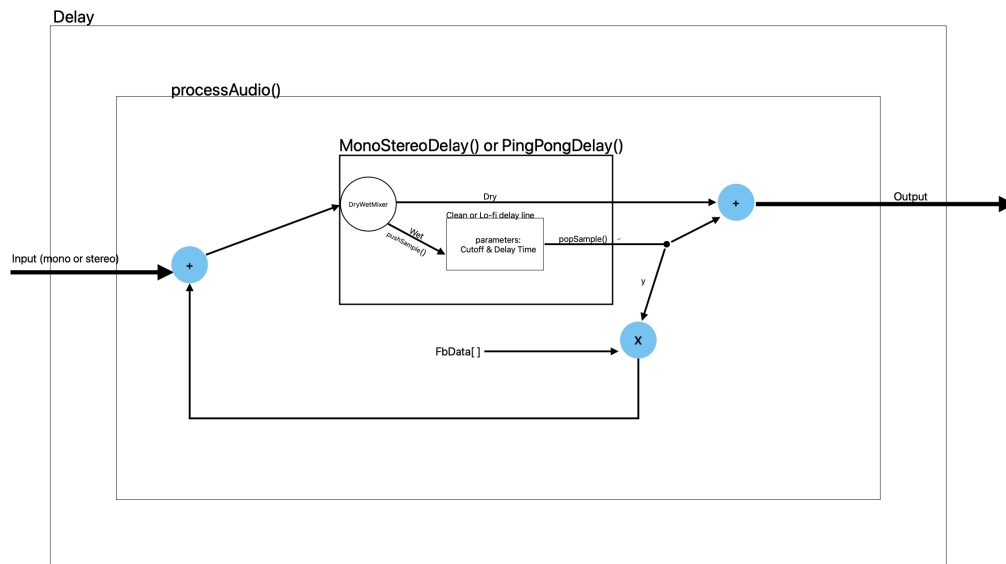 Delay
processAudio()
MonoStereoDelay() or PingPongDelay()
DryWetMixer
Dry
Wet
pushSample()
Clean or Lo-fi delay line
parameters:
Cutoff & Delay Time
popSample()
+
Output
Input (mono or stereo)
+
y
FbData[ ]
X